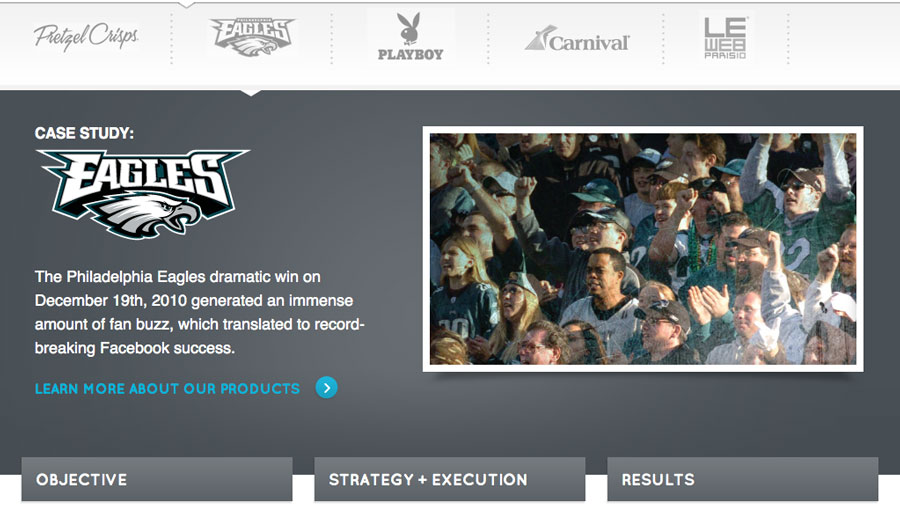 Pretzel Crisps
PHILADELPHIA
EAGLES
PLAYBOY
Carnival
LE
WEB
PARIS10
CASE STUDY:
EAGLES
The Philadelphia Eagles dramatic win on
December 19th, 2010 generated an immense
amount of fan buzz, which translated to record-
breaking Facebook success.
LEARN MORE ABOUT OUR PRODUCTS
OBJECTIVE
STRATEGY + EXECUTION
RESULTS